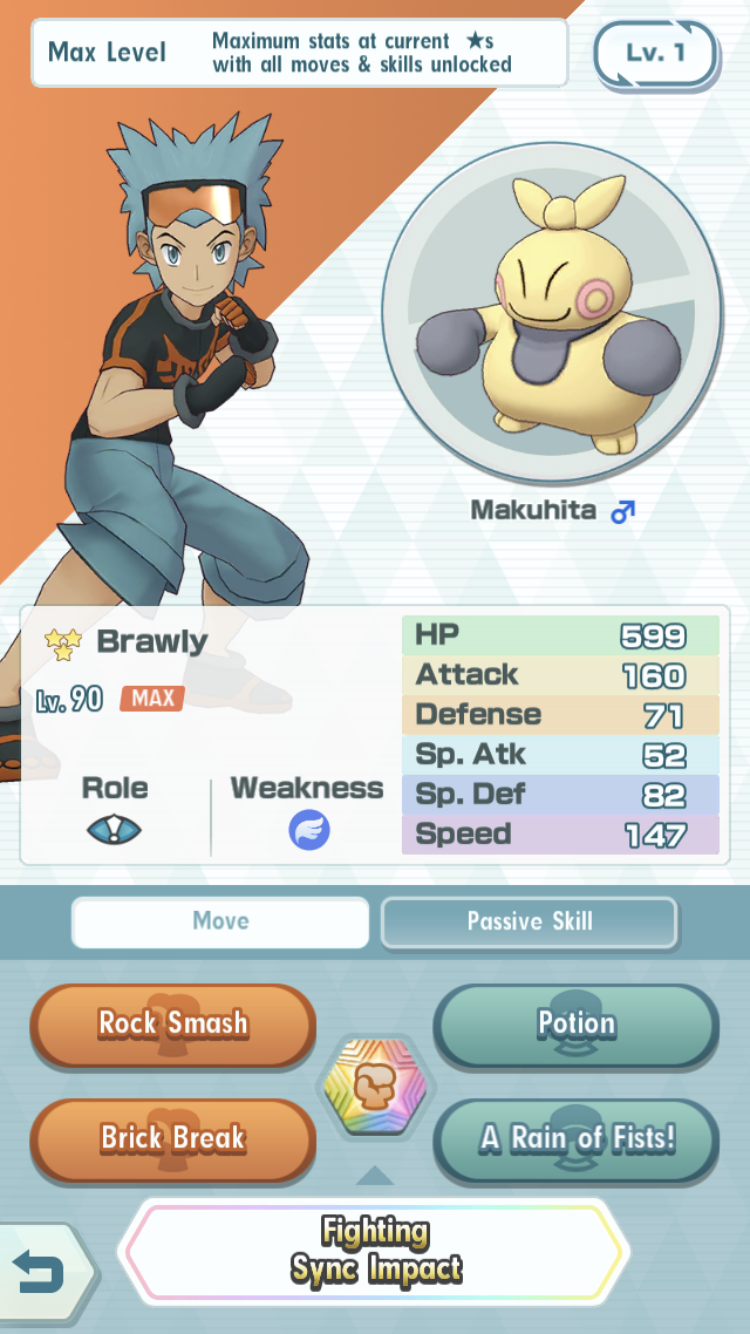 Max Level
Maximum stats at current ★s
with all moves & skills unlocked
Lv. 1
Makuhita ♂
Brawly
Lv. 90 MAX
Role
Weakness
HP 599
Attack 160
Defense 71
Sp. Atk 52
Sp. Def 82
Speed 147
Move
Passive Skill
Rock Smash
Potion
Brick Break
A Rain of Fists!
Fighting
Sync Impact